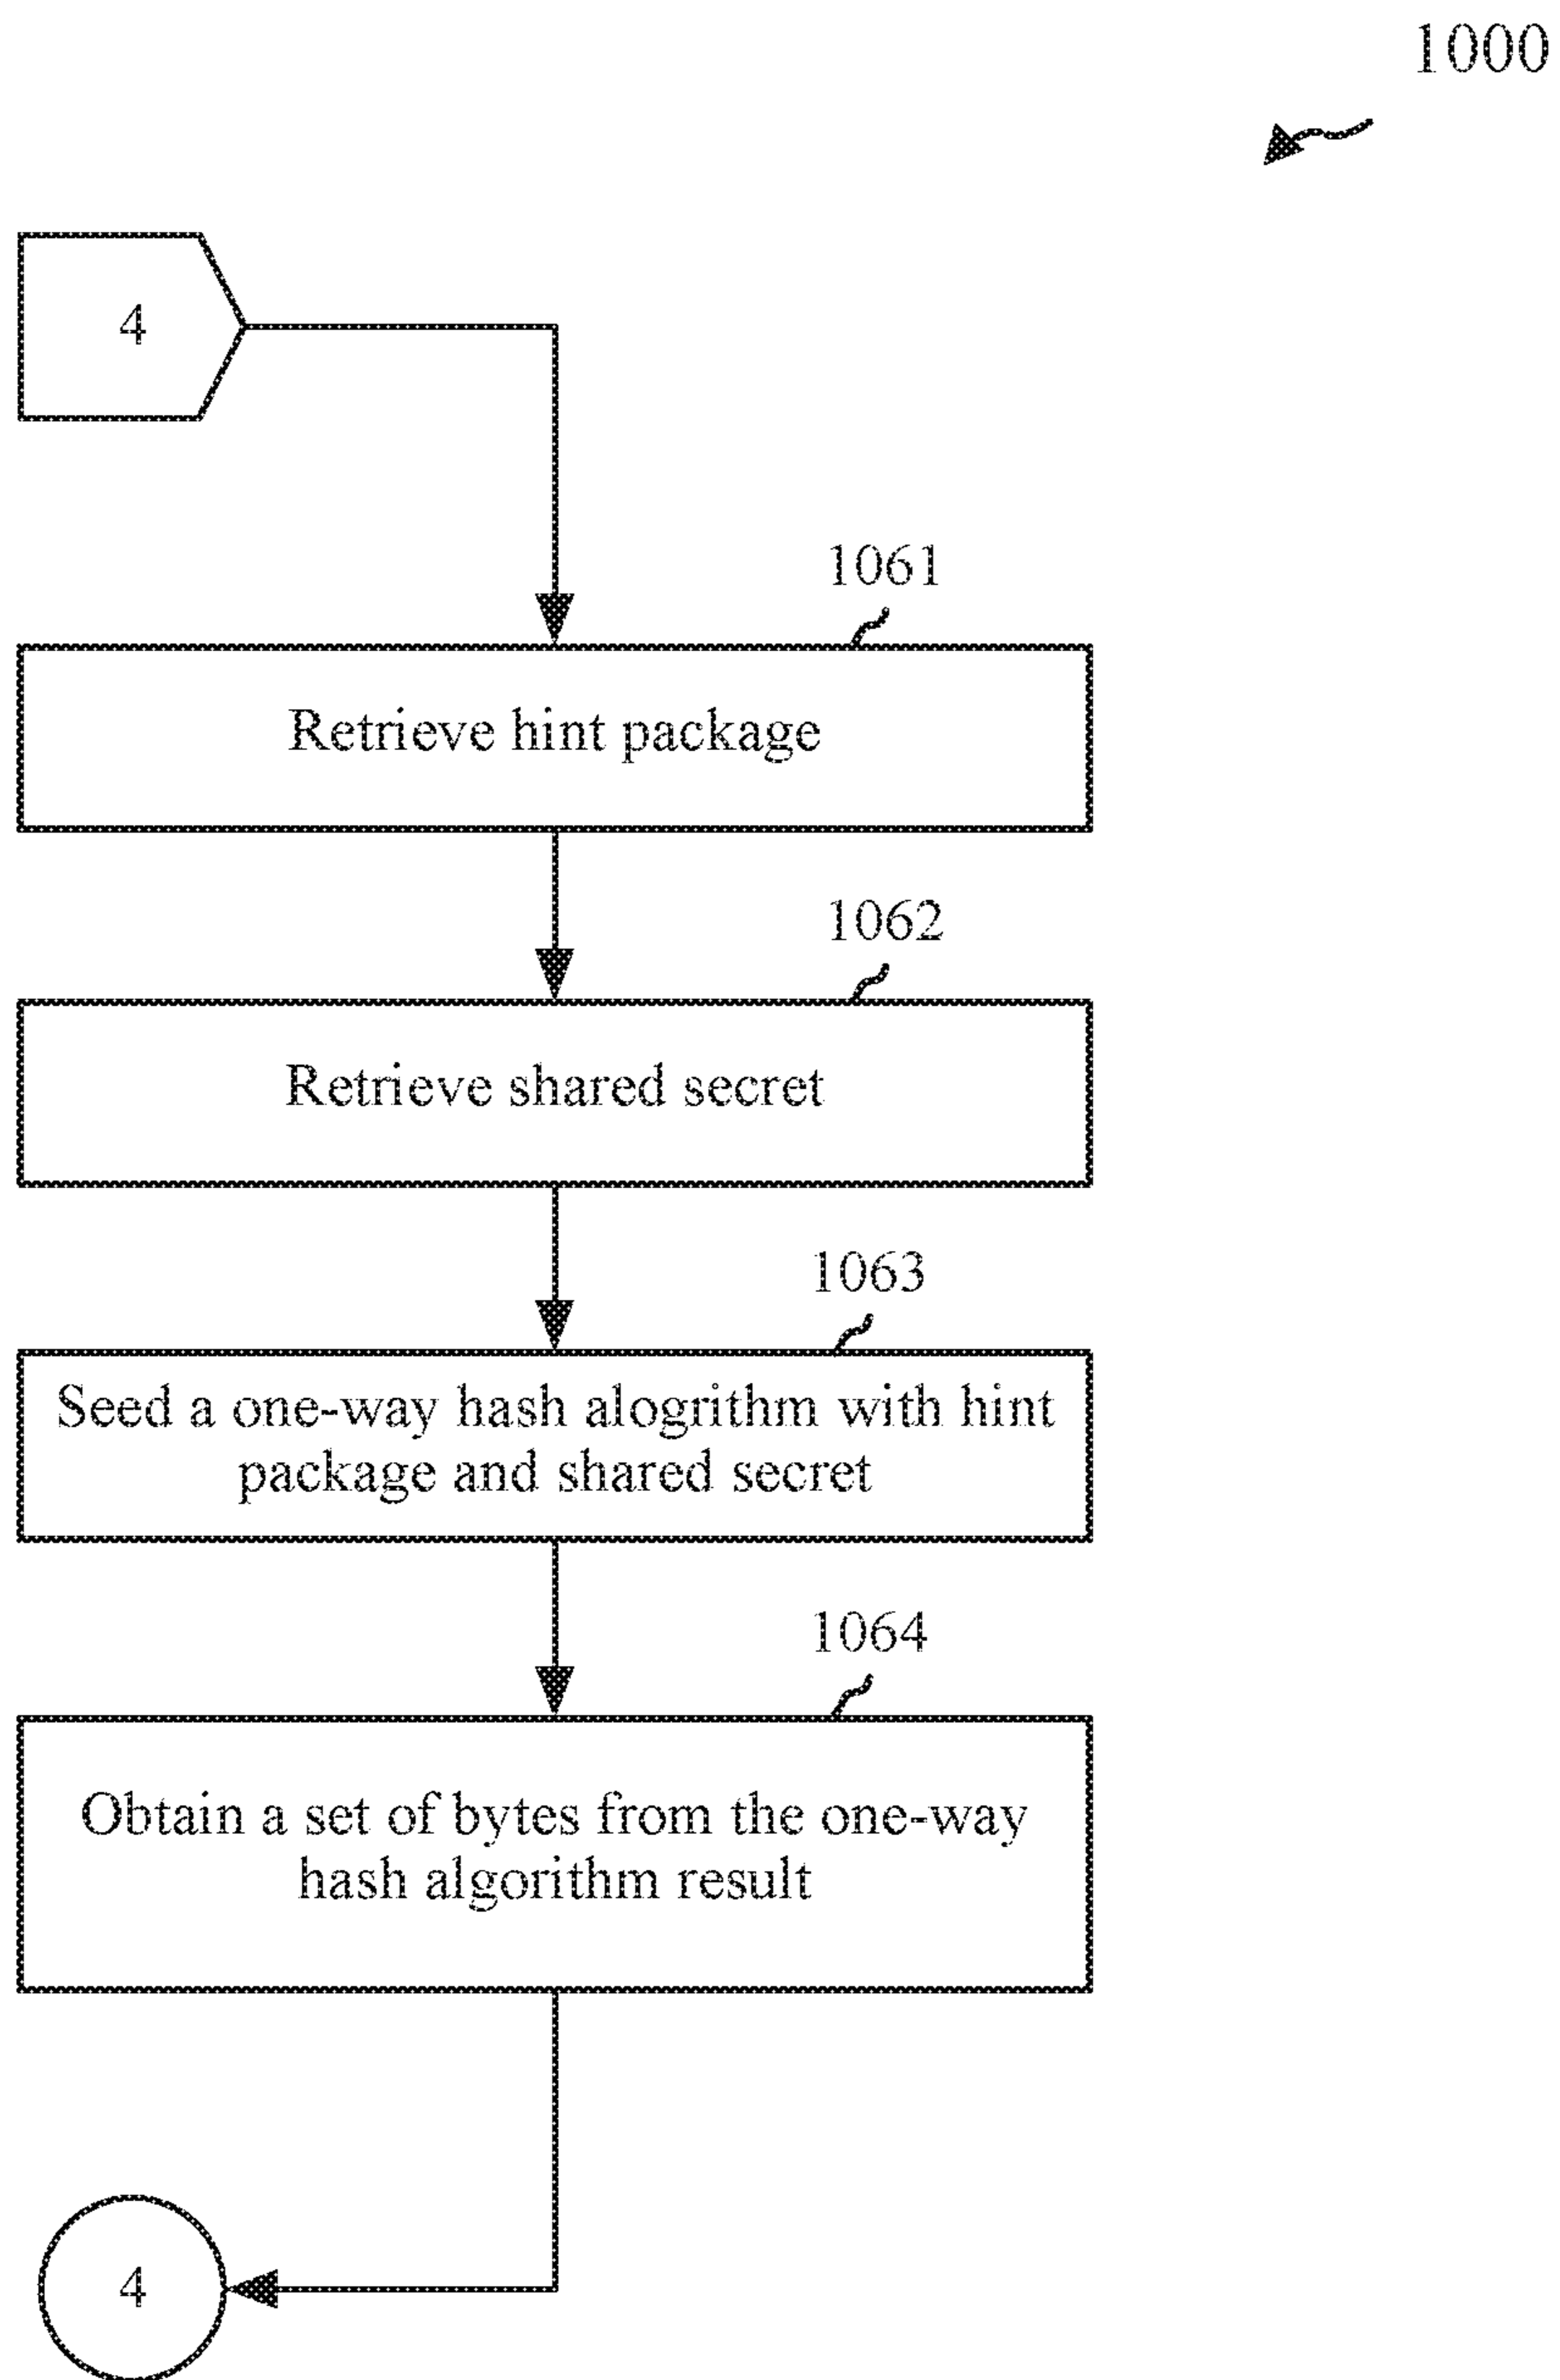 1000
4
1061
Retrieve hint package
1062
Retrieve shared secret
1063
Seed a one-way hash alogrithm with hint
package and shared secret
1064
Obtain a set of bytes from the one-way
hash algorithm result
4